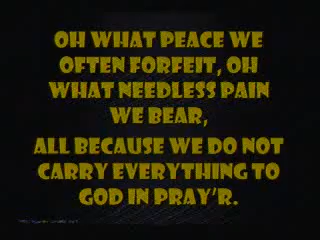 OH WHAT PEACE WE
OFTEN FORFEIT, OH
WHAT NEEDLESS PAIN
WE BEAR,
ALL BECAUSE WE DO NOT
CARRY EVERYTHING TO
GOD IN PRAY'R.